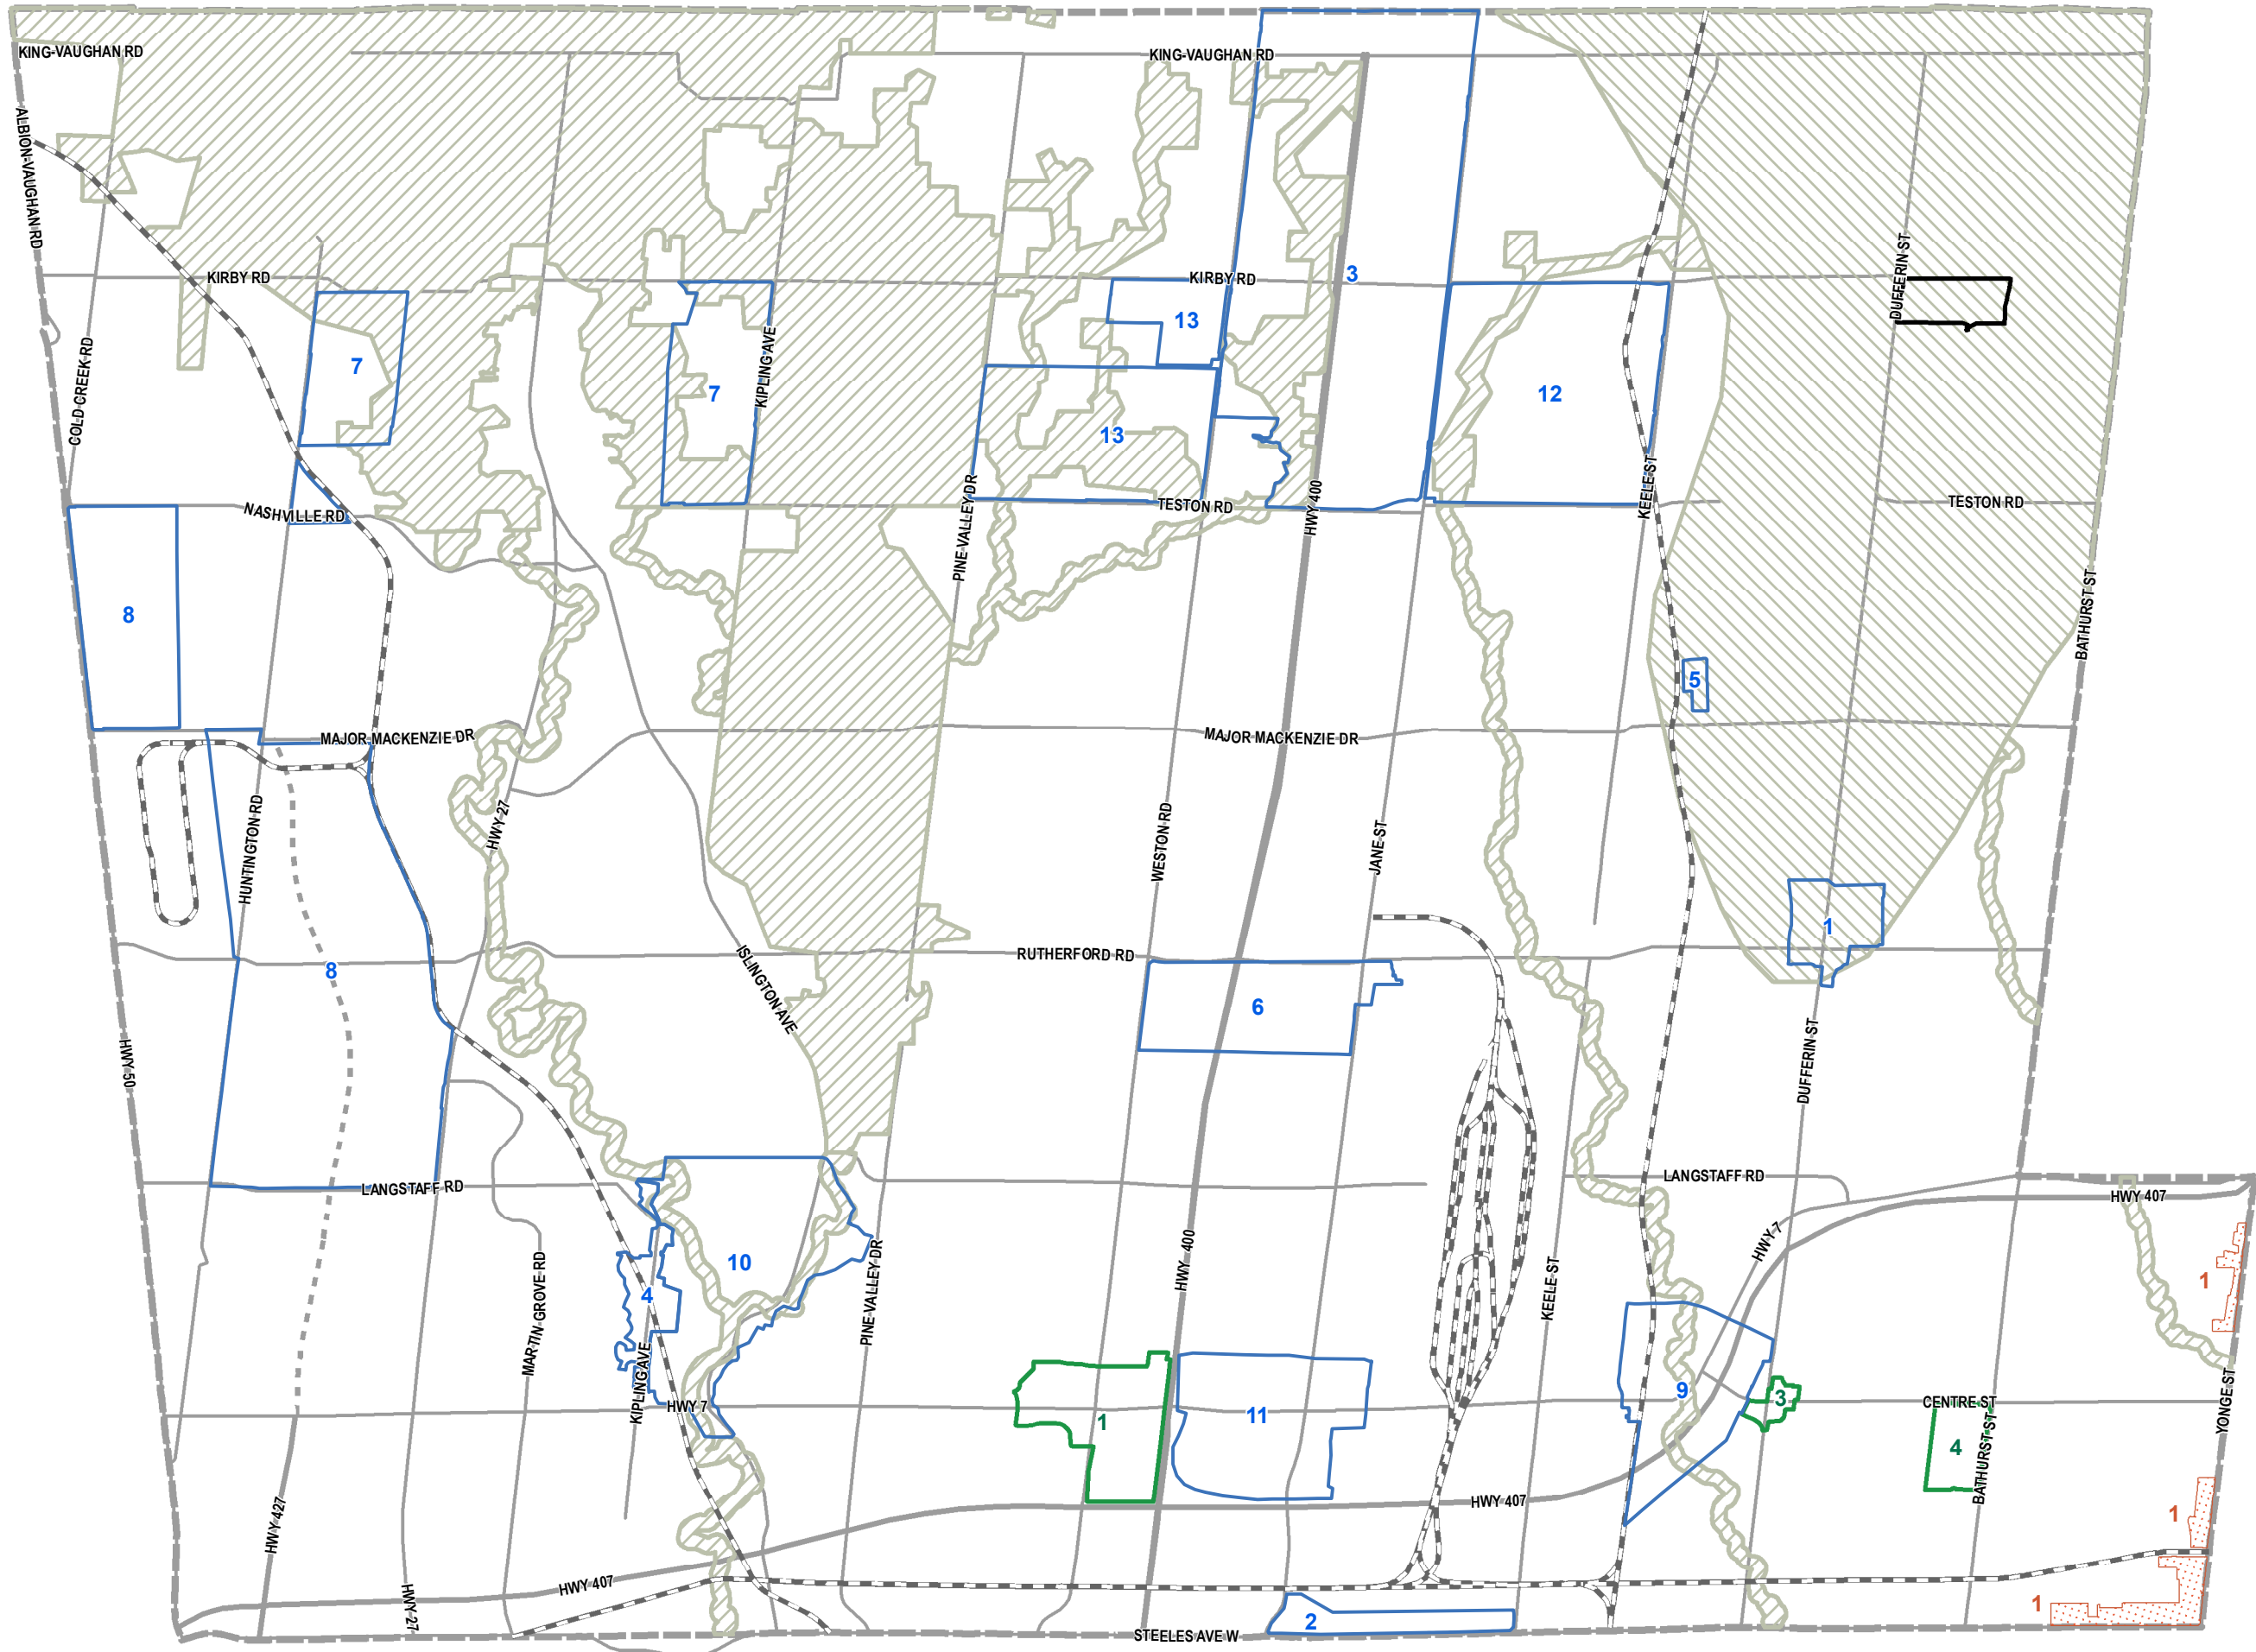 KING-VAUGHAN RD
KING-VAUGHAN RD
ALBION-VAUGHAN RD
KIRBY RD
KIRBY RD
3
DUFFERIN ST
13
7
7
KIPLING AVE
12
COLD CREEK RD
13
KEELE ST
HWY 400
PINE VALLEY DR
NASHVILLE RD
TESTON RD
TESTON RD
8
BATHURST ST
5
MAJOR MACKENZIE DR
MAJOR MACKENZIE DR
HUNTINGTON RD
HWY 27
WESTON RD
JANE ST
1
RUTHERFORD RD
8
ISLINGTON AVE
6
HWY 50
DUFFERIN ST
LANGSTAFF RD
LANGSTAFF RD
HWY 407
HWY 7
10
PINE VALLEY DR
HWY 400
KEELE ST
1
4
MARTIN GROVE RD
KIPLING AVE
HWY 7
1
11
9
3
CENTRE ST
4
BATHURST ST
YONGE ST
HWY 407
1
HWY 427
HWY 407
HWY 27
2
1
STEELES AVE W